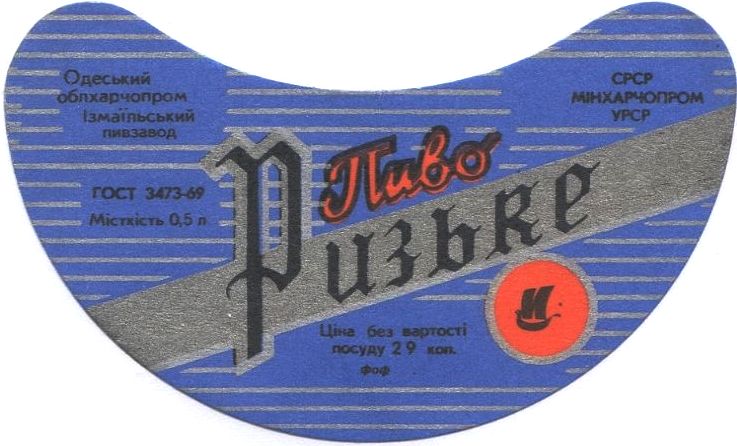 Одеський
облхарчопром
Ізмаїльський
пивзавод
ГОСТ 3473-69
Місткість 0,5 л
СРСР
МІНХАРЧОПРОМ
УРСР
Пиво
Ризьке
Ціна без вартості
посуду 29 коп.
фоф